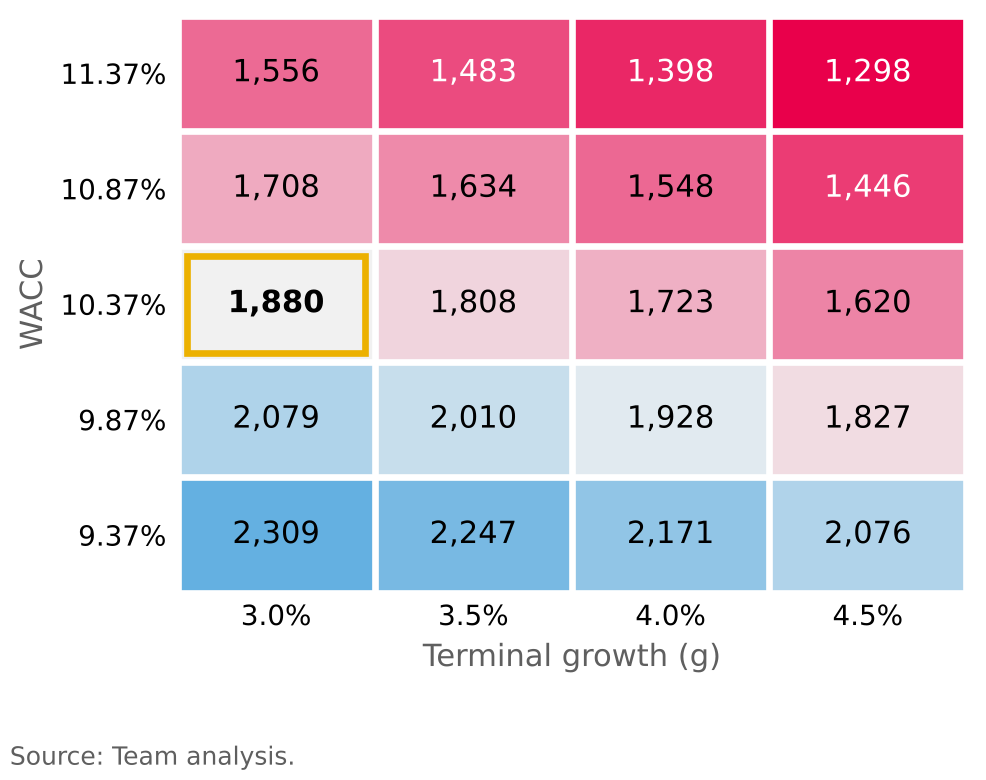 11.37% 1,556 1,483 1,398 1,298
10.87% 1,708 1,634 1,548 1,446
WACC
10.37% 1,880 1,808 1,723 1,620
9.87% 2,079 2,010 1,928 1,827
9.37% 2,309 2,247 2,171 2,076
3.0% 3.5% 4.0% 4.5%
Terminal growth (g)
Source: Team analysis.